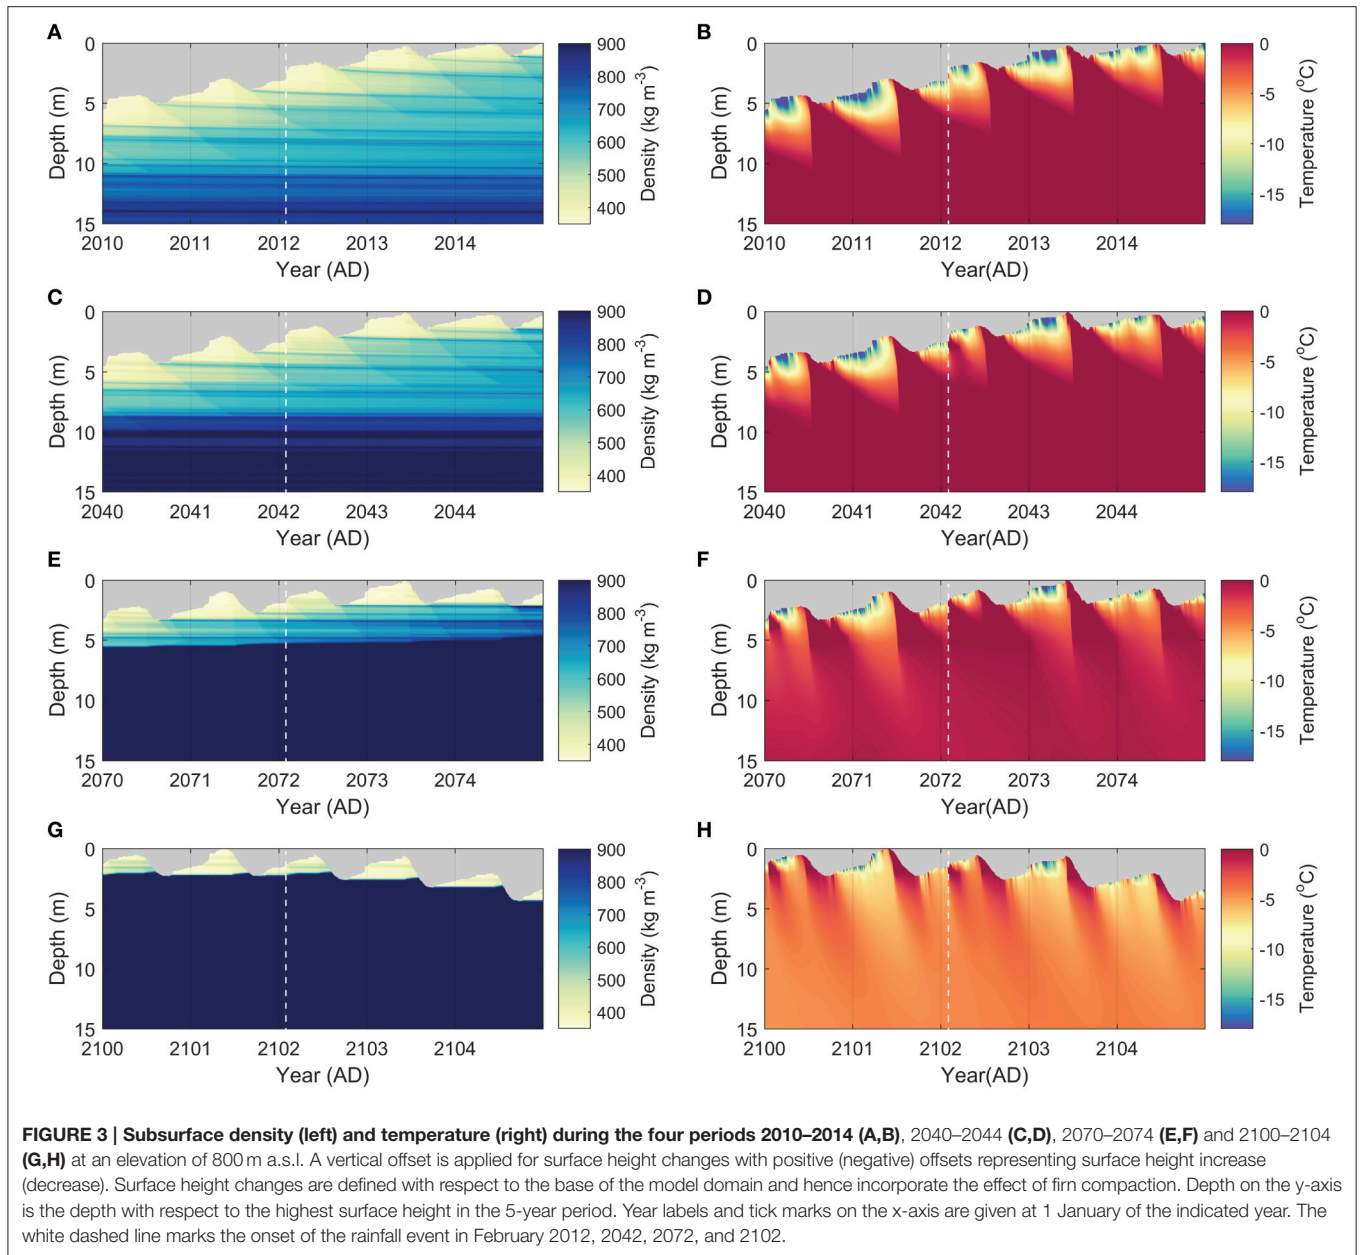 A
0
5
10
15
Depth (m)
2010 2011 2012 2013 2014
Year (AD)
900
800
700
600
500
400
Density (kg m⁻³)
B
0
5
10
15
Depth (m)
2010 2011 2012 2013 2014
Year(AD)
0
-5
-10
-15
Temperature (°C)
C
0
5
10
15
Depth (m)
2040 2041 2042 2043 2044
Year (AD)
900
800
700
600
500
400
Density (kg m⁻³)
D
0
5
10
15
Depth (m)
2040 2041 2042 2043 2044
Year(AD)
0
-5
-10
-15
Temperature (°C)
E
0
5
10
15
Depth (m)
2070 2071 2072 2073 2074
Year (AD)
900
800
700
600
500
400
Density (kg m⁻³)
F
0
5
10
15
Depth (m)
2070 2071 2072 2073 2074
Year(AD)
0
-5
-10
-15
Temperature (°C)
G
0
5
10
15
Depth (m)
2100 2101 2102 2103 2104
Year (AD)
900
800
700
600
500
400
Density (kg m⁻³)
H
0
5
10
15
Depth (m)
2100 2101 2102 2103 2104
Year(AD)
0
-5
-10
-15
Temperature (°C)
FIGURE 3 | Subsurface density (left) and temperature (right) during the four periods 2010–2014 (A,B), 2040–2044 (C,D), 2070–2074 (E,F) and 2100–2104
(G,H) at an elevation of 800 m a.s.l. A vertical offset is applied for surface height changes with positive (negative) offsets representing surface height increase
(decrease). Surface height changes are defined with respect to the base of the model domain and hence incorporate the effect of firn compaction. Depth on the y-axis
is the depth with respect to the highest surface height in the 5-year period. Year labels and tick marks on the x-axis are given at 1 January of the indicated year. The
white dashed line marks the onset of the rainfall event in February 2012, 2042, 2072, and 2102.